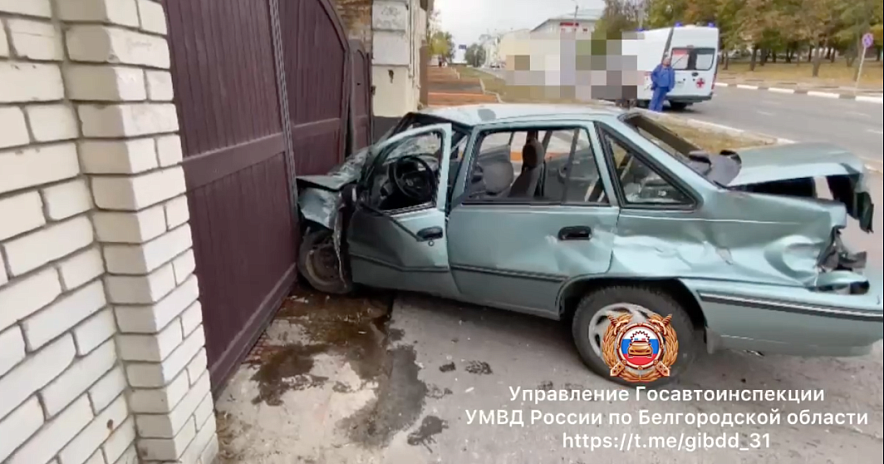 Управление Госавтоинспекции
УМВД России по Белгородской области
https://t.me/gibdd_31